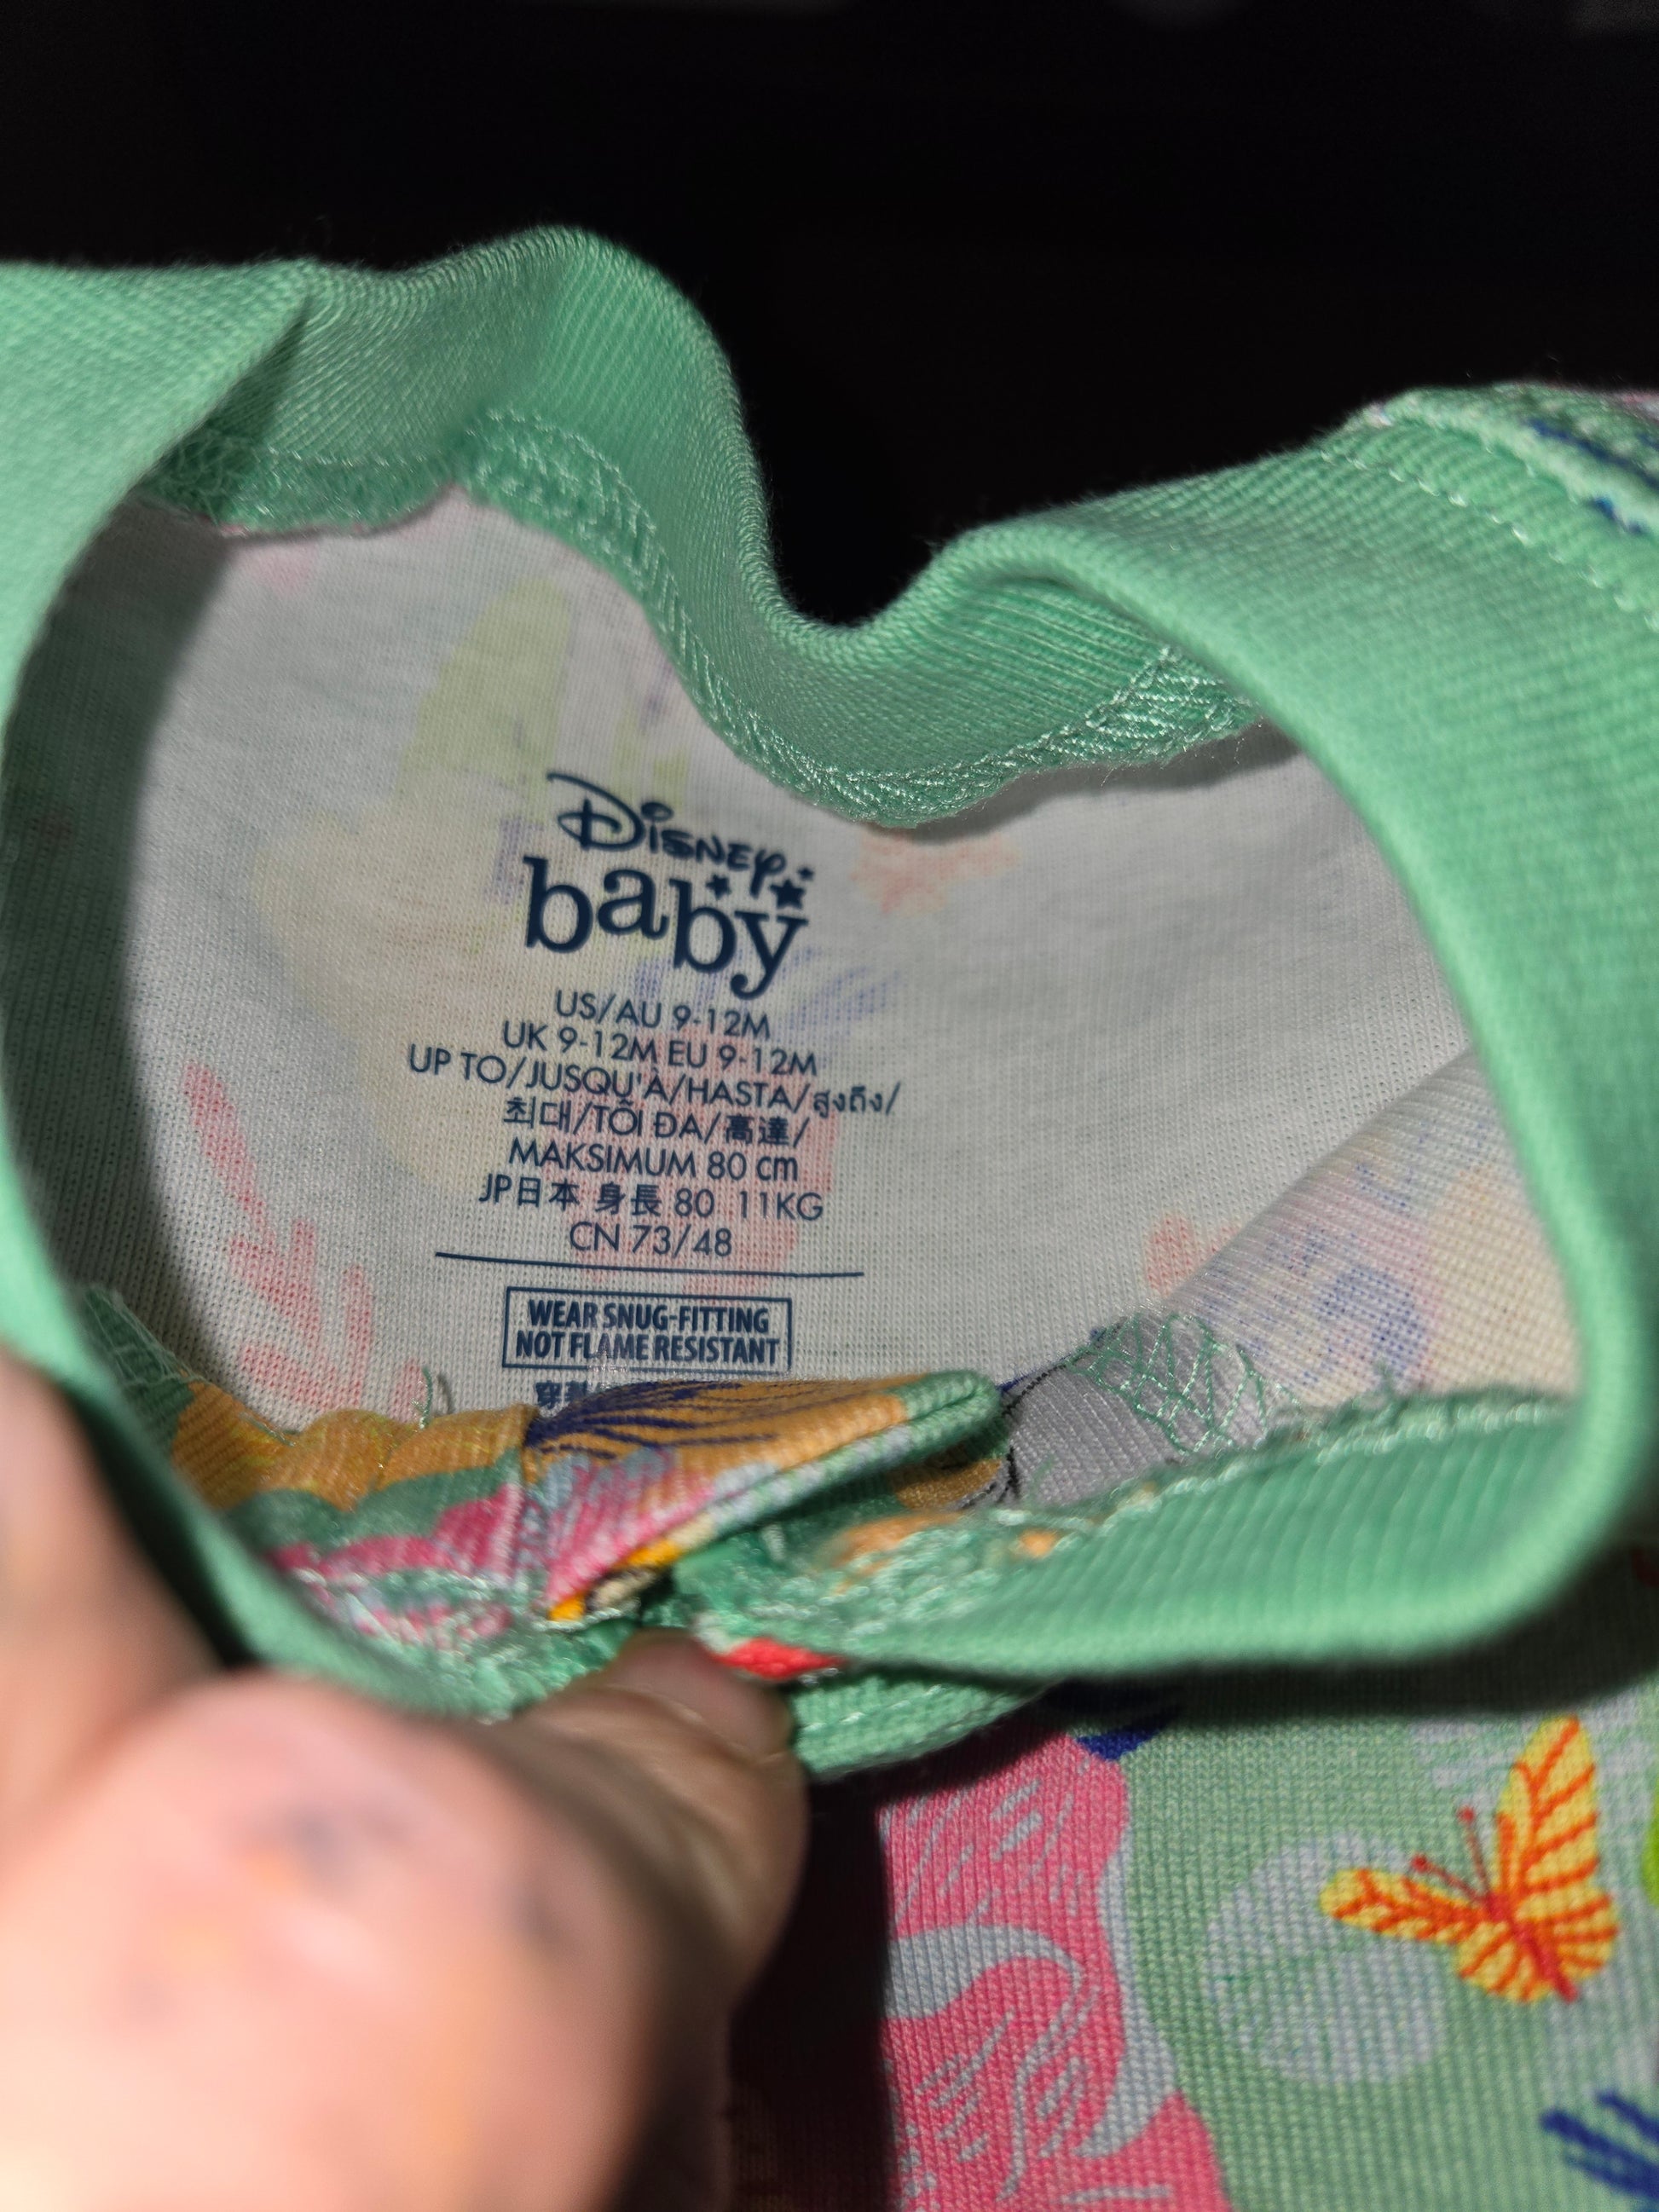 Disney
baby
US/AU 9-12M
UK 9-12M EU 9-12M
UP TO/JUSQU'À/HASTA/สูงถึง/
최대/TỐI ĐA/高達/
MAKSIMUM 80 cm
JP日本 身長 80 11KG
CN 73/48
WEAR SNUG-FITTING
NOT FLAME RESISTANT